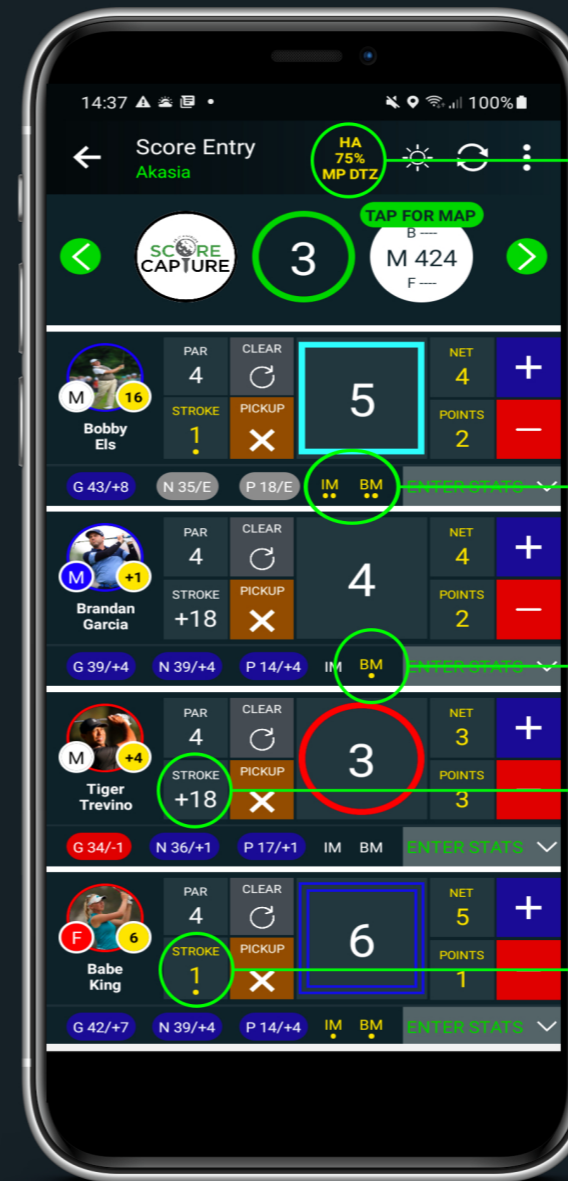 14:37
100%
Score Entry
Akasia
HA
75%
MP DTZ
TAP FOR MAP
SCORE
CAPTURE
3
B ----
M 424
F ----
PAR
4
CLEAR
5
NET
4
+
M
16
Bobby
Els
STROKE
1
PICKUP
POINTS
2
−
G 43/+8
N 35/E
P 18/E
IM
BM
ENTER STATS
PAR
4
CLEAR
4
NET
4
+
M
+1
Brandan
Garcia
STROKE
+18
PICKUP
POINTS
2
−
G 39/+4
N 39/+4
P 14/+4
IM
BM
ENTER STATS
PAR
4
CLEAR
3
NET
3
+
M
+4
Tiger
Trevino
STROKE
+18
PICKUP
POINTS
3
G 34/-1
N 36/+1
P 17/+1
IM
BM
ENTER STATS
PAR
4
CLEAR
6
NET
5
+
F
6
Babe
King
STROKE
1
PICKUP
POINTS
1
G 42/+7
N 39/+4
P 14/+4
IM
BM
ENTER STATS